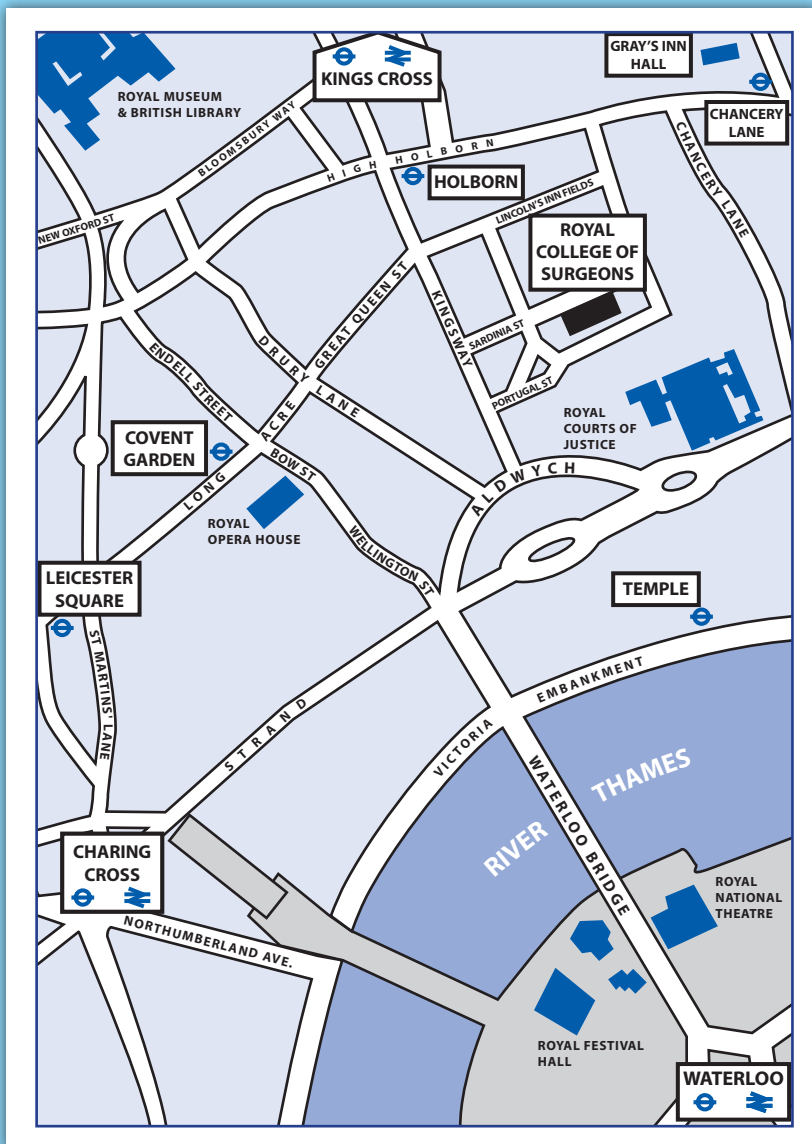 GRAY'S INN
HALL
KINGS CROSS
ROYAL MUSEUM
& BRITISH LIBRARY
CHANCERY
LANE
BLOOMSBURY WAY
HIGH HOLBORN
CHANCERY LANE
HOLBORN
LINCOLN'S INN FIELDS
NEW OXFORD ST
ROYAL
COLLEGE OF
SURGEONS
GREAT QUEEN ST
KINGSWAY
SARDINIA ST
ENDELL STREET
DRURY LANE
PORTUGAL ST
ROYAL
COURTS OF
JUSTICE
COVENT
GARDEN
LONG ACRE
BOW ST
ALDWYCH
ROYAL
OPERA HOUSE
WELLINGTON ST
LEICESTER
SQUARE
TEMPLE
ST MARTINS' LANE
STRAND
VICTORIA EMBANKMENT
RIVER THAMES
WATERLOO BRIDGE
CHARING
CROSS
ROYAL
NATIONAL
THEATRE
NORTHUMBERLAND AVE.
ROYAL FESTIVAL
HALL
WATERLOO